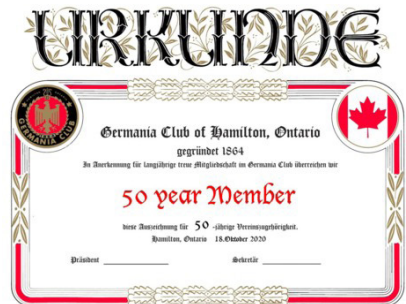 URKUNDE
GERMANIA CLUB
Germania Club of Hamilton, Ontario
gegründet 1864
In Anerkennung für langjährige treue Mitgliedschaft im Germania Club überreichen wir
50 year Member
diese Auszeichnung für 50 -jährige Vereinszugehörigkeit.
Hamilton, Ontario 18.Oktober 2020
Präsident Sekretär